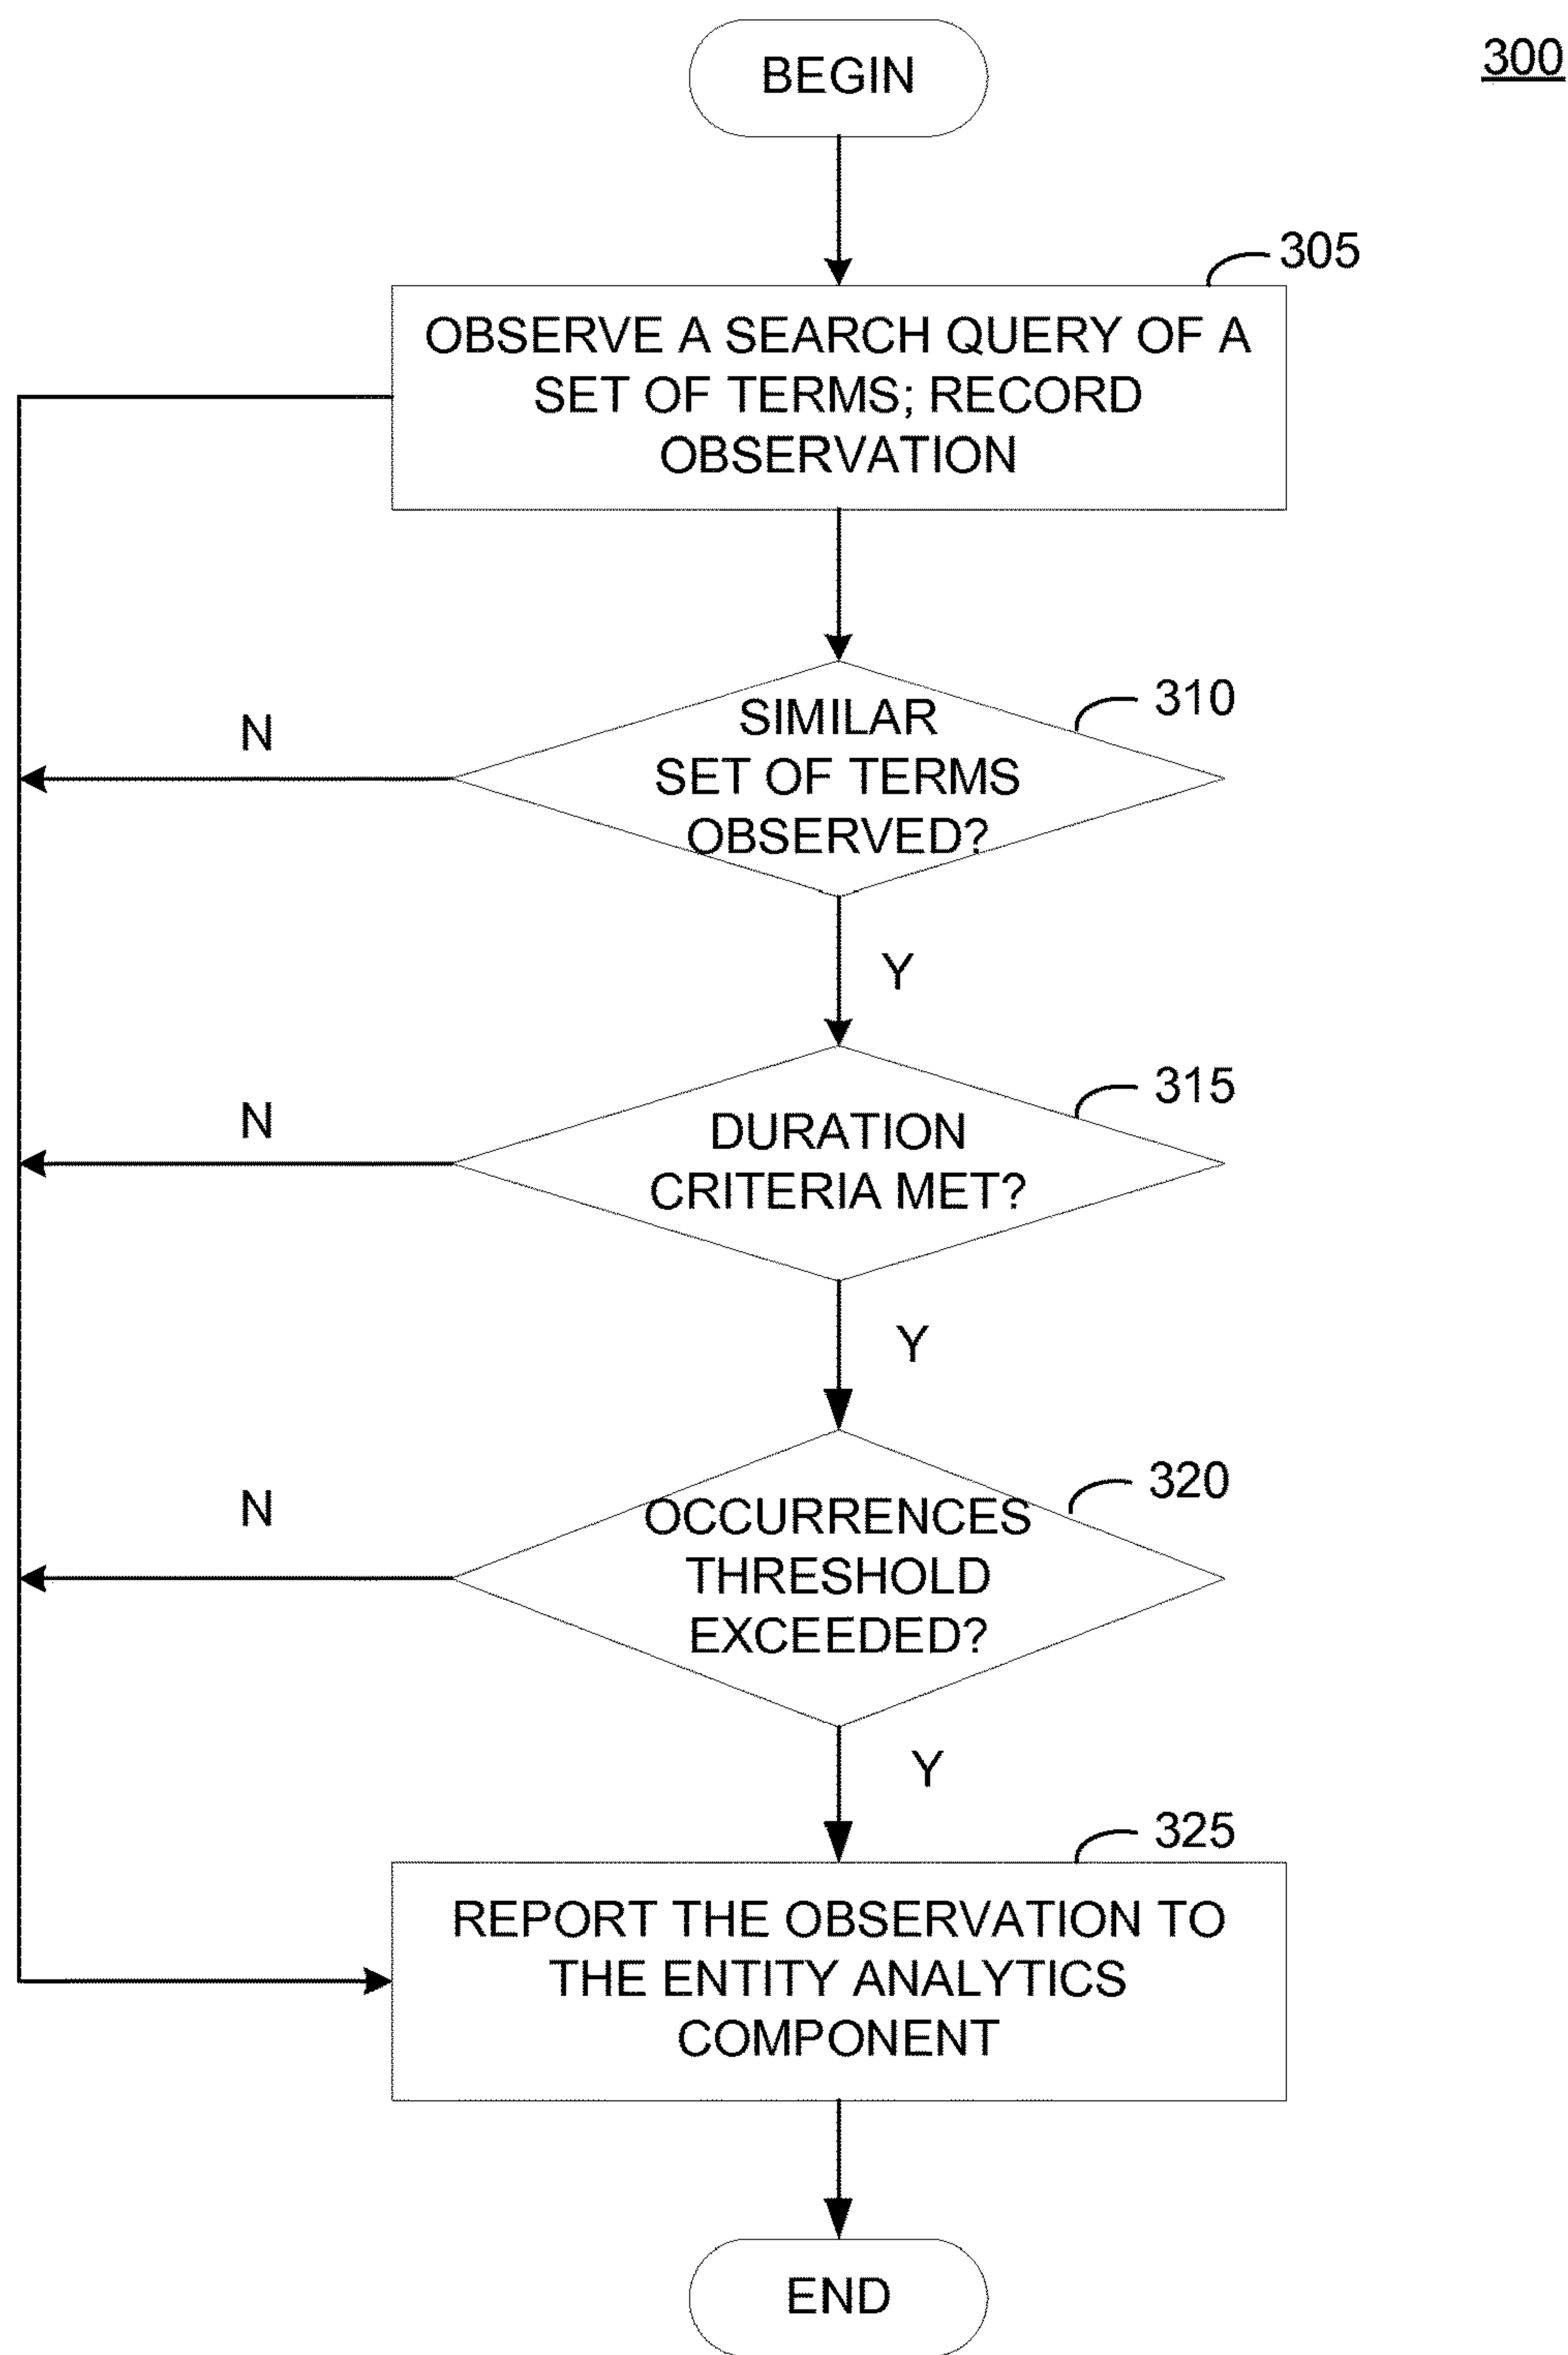 300
BEGIN
305
OBSERVE A SEARCH QUERY OF A
SET OF TERMS; RECORD
OBSERVATION
310
SIMILAR
SET OF TERMS
OBSERVED?
N
Y
315
DURATION
CRITERIA MET?
N
Y
320
OCCURRENCES
THRESHOLD
EXCEEDED?
N
Y
325
REPORT THE OBSERVATION TO
THE ENTITY ANALYTICS
COMPONENT
END